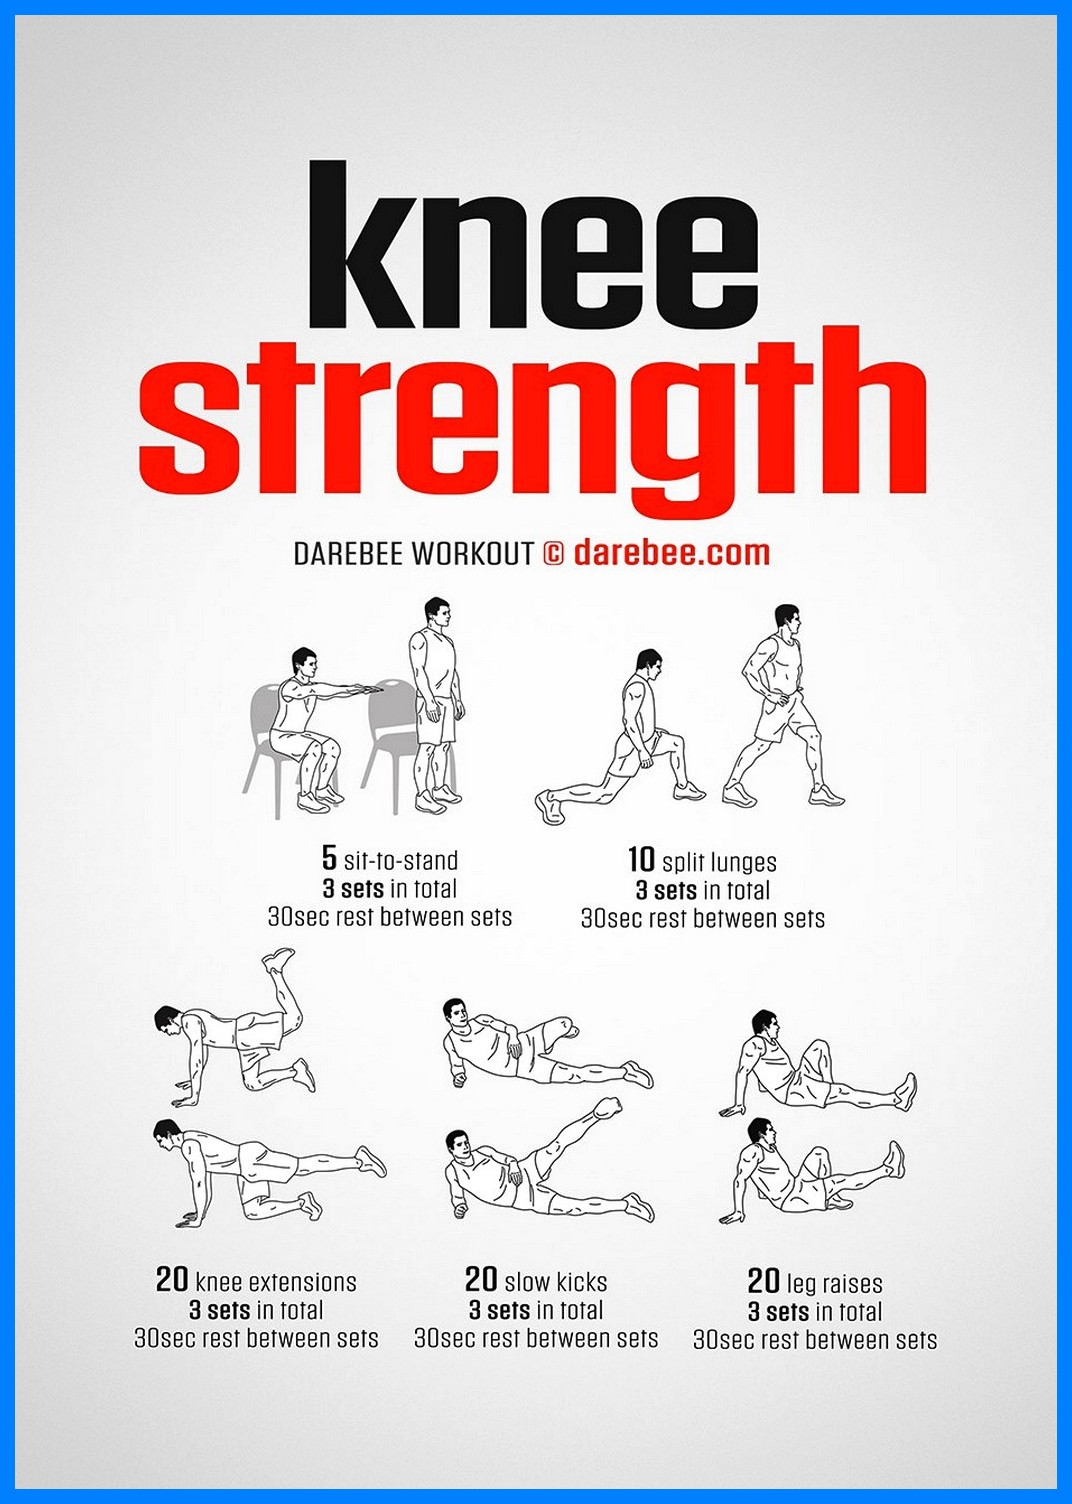 knee
strength
DAREBEE WORKOUT © darebee.com
5 sit-to-stand
3 sets in total
30sec rest between sets
10 split lunges
3 sets in total
30sec rest between sets
20 knee extensions
3 sets in total
30sec rest between sets
20 slow kicks
3 sets in total
30sec rest between sets
20 leg raises
3 sets in total
30sec rest between sets